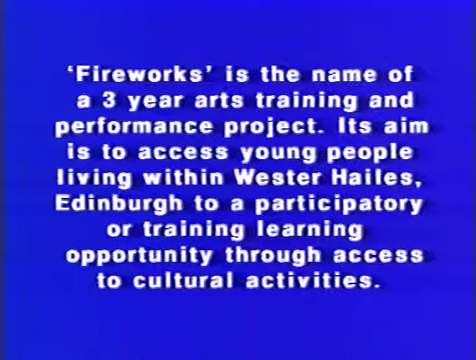 ‘Fireworks’ is the name of
a 3 year arts training and
performance project. Its aim
is to access young people
living within Wester Hailes,
Edinburgh to a participatory
or training learning
opportunity through access
to cultural activities.